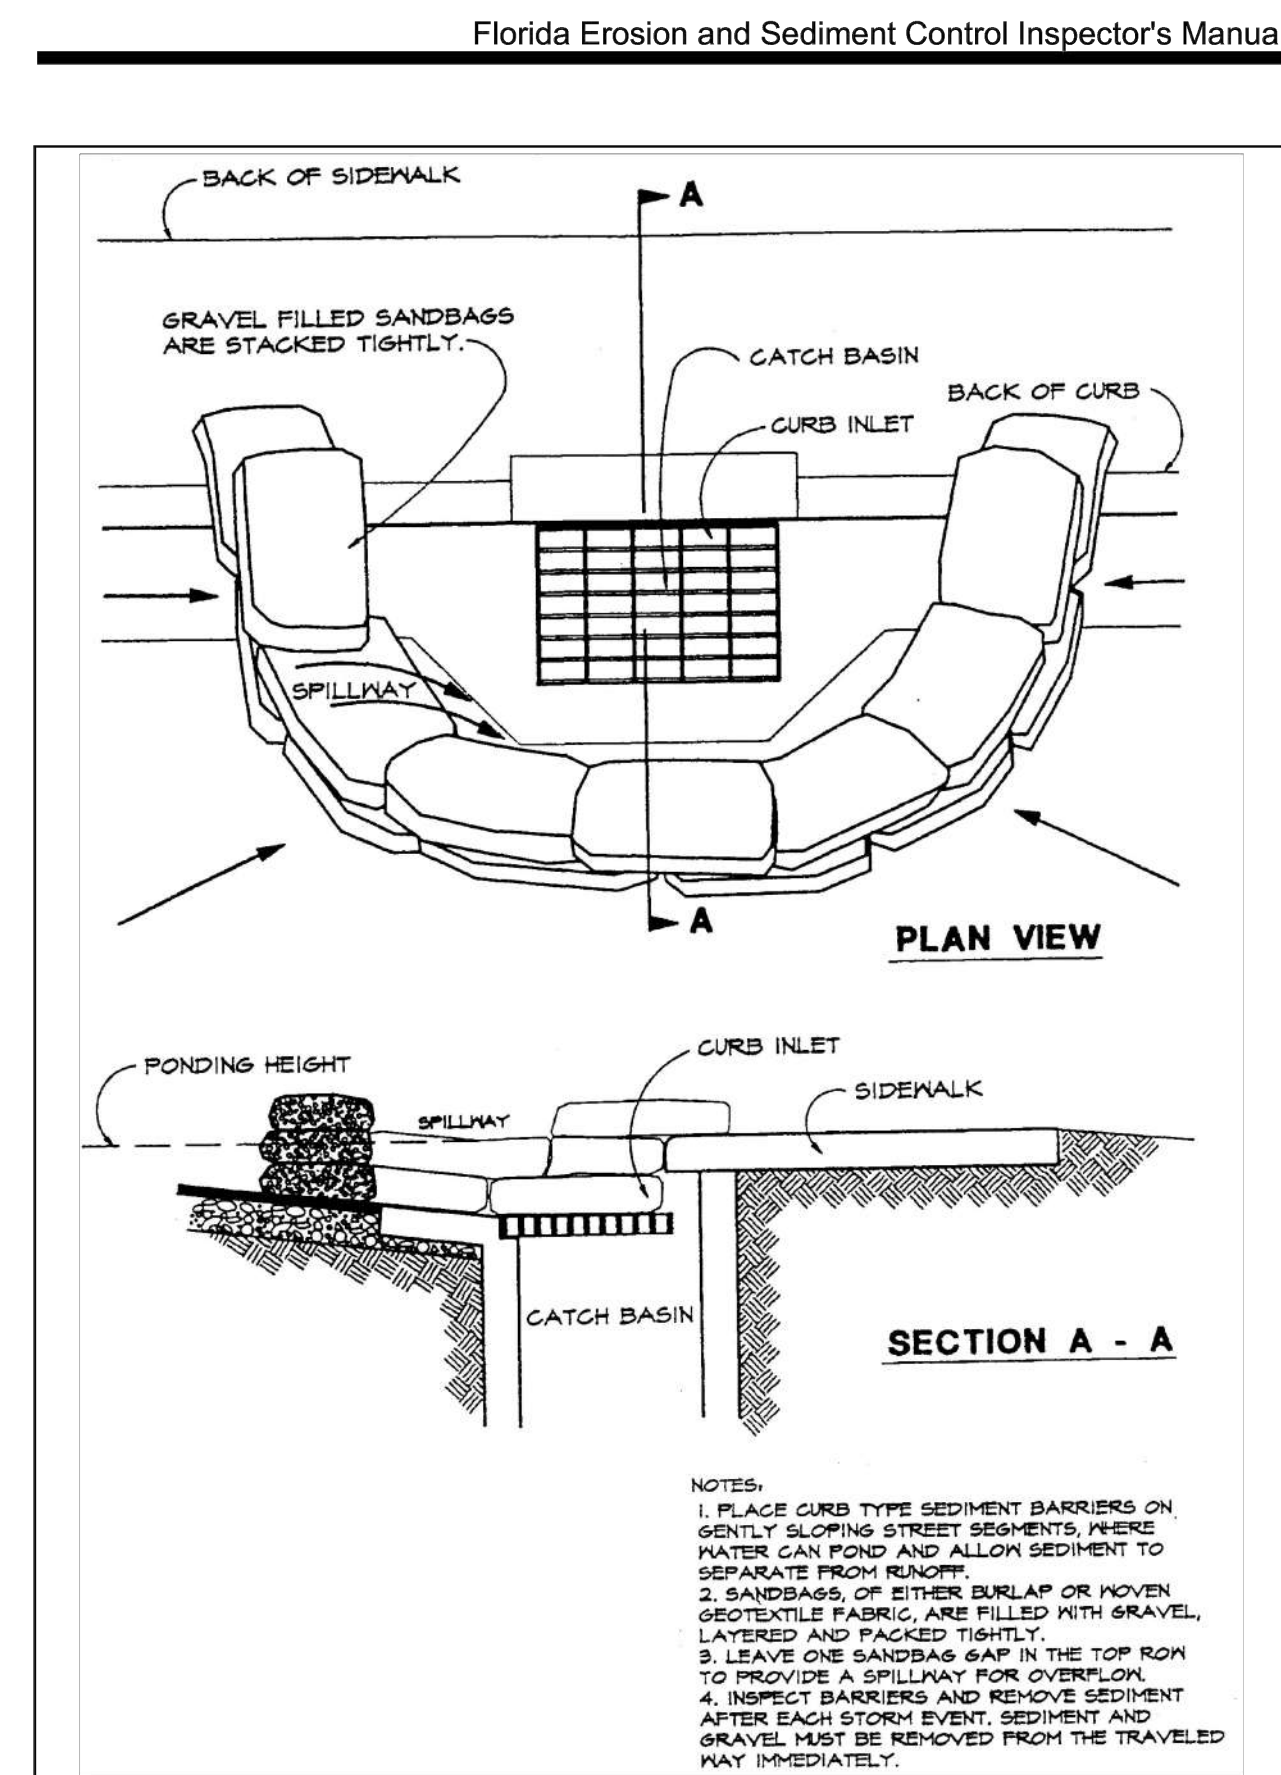 Florida Erosion and Sediment Control Inspector's Manua
BACK OF SIDEWALK
A
GRAVEL FILLED SANDBAGS
ARE STACKED TIGHTLY.
CATCH BASIN
BACK OF CURB
CURB INLET
SPILLWAY
A
PLAN VIEW
CURB INLET
PONDING HEIGHT
SIDEWALK
SPILLWAY
CATCH BASIN
SECTION A - A
NOTES:
1. PLACE CURB TYPE SEDIMENT BARRIERS ON
GENTLY SLOPING STREET SEGMENTS, WHERE
WATER CAN POND AND ALLOW SEDIMENT TO
SEPARATE FROM RUNOFF.
2. SANDBAGS, OF EITHER BURLAP OR WOVEN
GEOTEXTILE FABRIC, ARE FILLED WITH GRAVEL,
LAYERED AND PACKED TIGHTLY.
3. LEAVE ONE SANDBAG GAP IN THE TOP ROW
TO PROVIDE A SPILLWAY FOR OVERFLOW.
4. INSPECT BARRIERS AND REMOVE SEDIMENT
AFTER EACH STORM EVENT. SEDIMENT AND
GRAVEL MUST BE REMOVED FROM THE TRAVELED
WAY IMMEDIATELY.